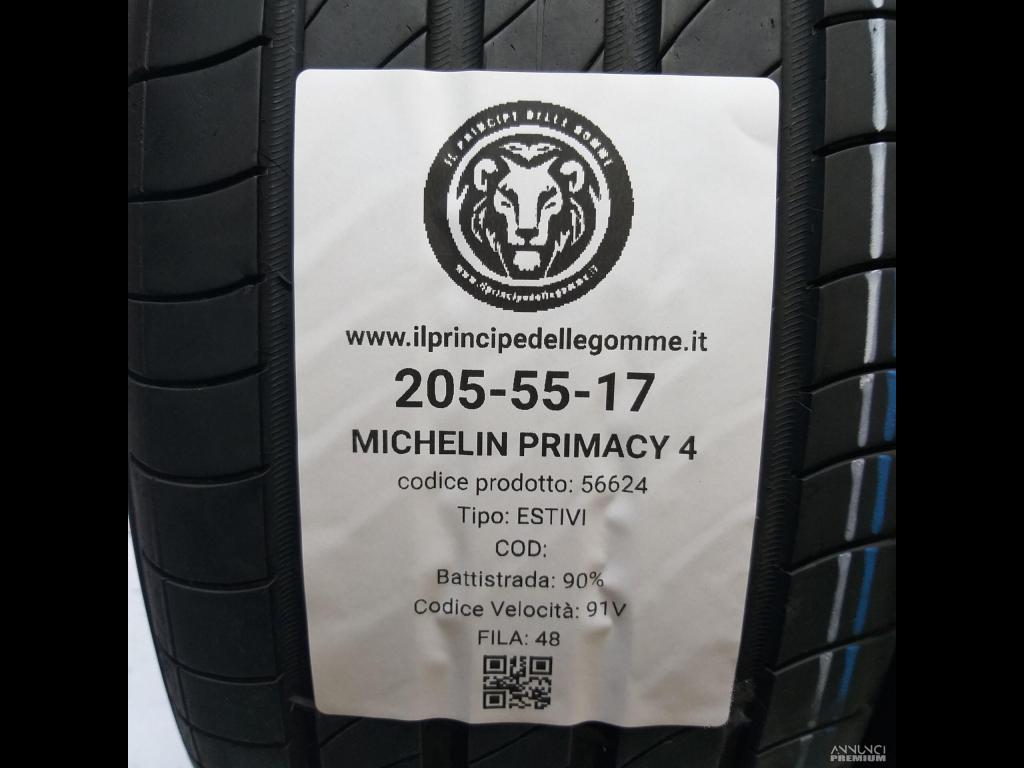 IL PRINCIPE DELLE GOMME
www.ilprincipedellegomme.it
www.ilprincipedellegomme.it
205-55-17
MICHELIN PRIMACY 4
codice prodotto: 56624
Tipo: ESTIVI
COD:
Battistrada: 90%
Codice Velocità: 91V
FILA: 48
ANNUNCI
PREMIUM